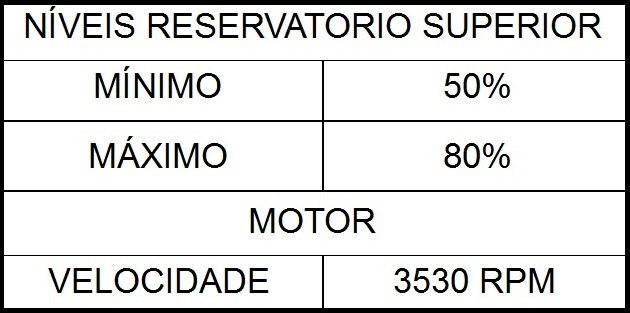 NÍVEIS RESERVATORIO SUPERIOR
MÍNIMO 50%
MÁXIMO 80%
MOTOR
VELOCIDADE 3530 RPM